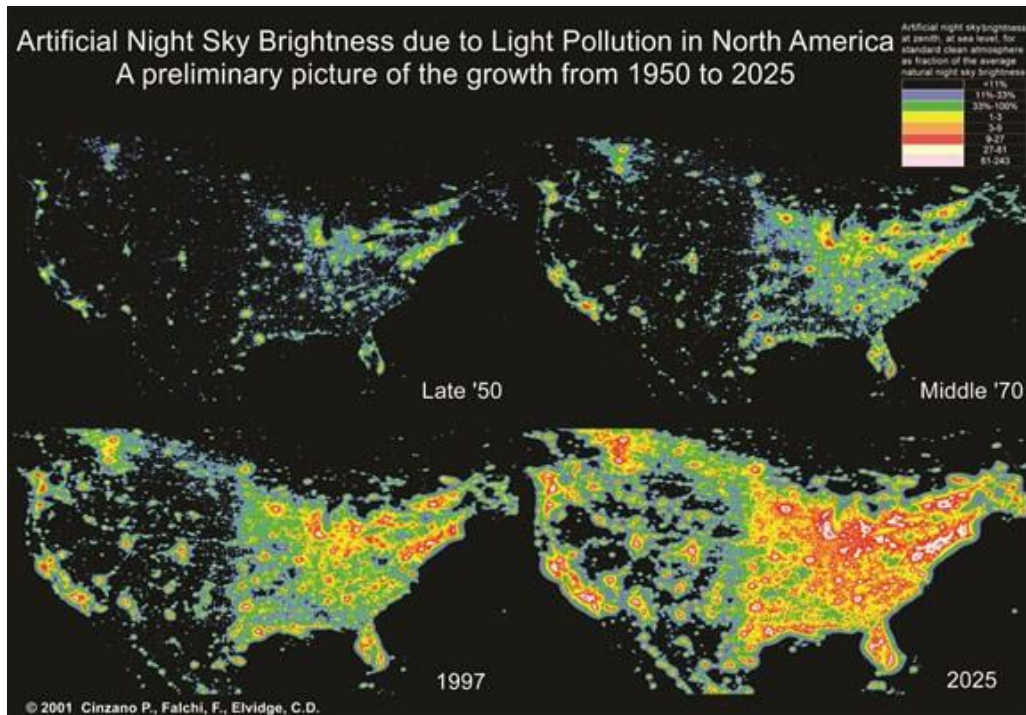 Artificial Night Sky Brightness due to Light Pollution in North America
A preliminary picture of the growth from 1950 to 2025
Artificial night sky brightness
at zenith, at sea level, for
standard clean atmosphere
as fraction of the average
natural night sky brightness
<11%
11%-33%
33%-100%
1-3
3-9
9-27
27-81
81-243
Late '50
Middle '70
1997
2025
© 2001 Cinzano P., Falchi, F., Elvidge, C.D.